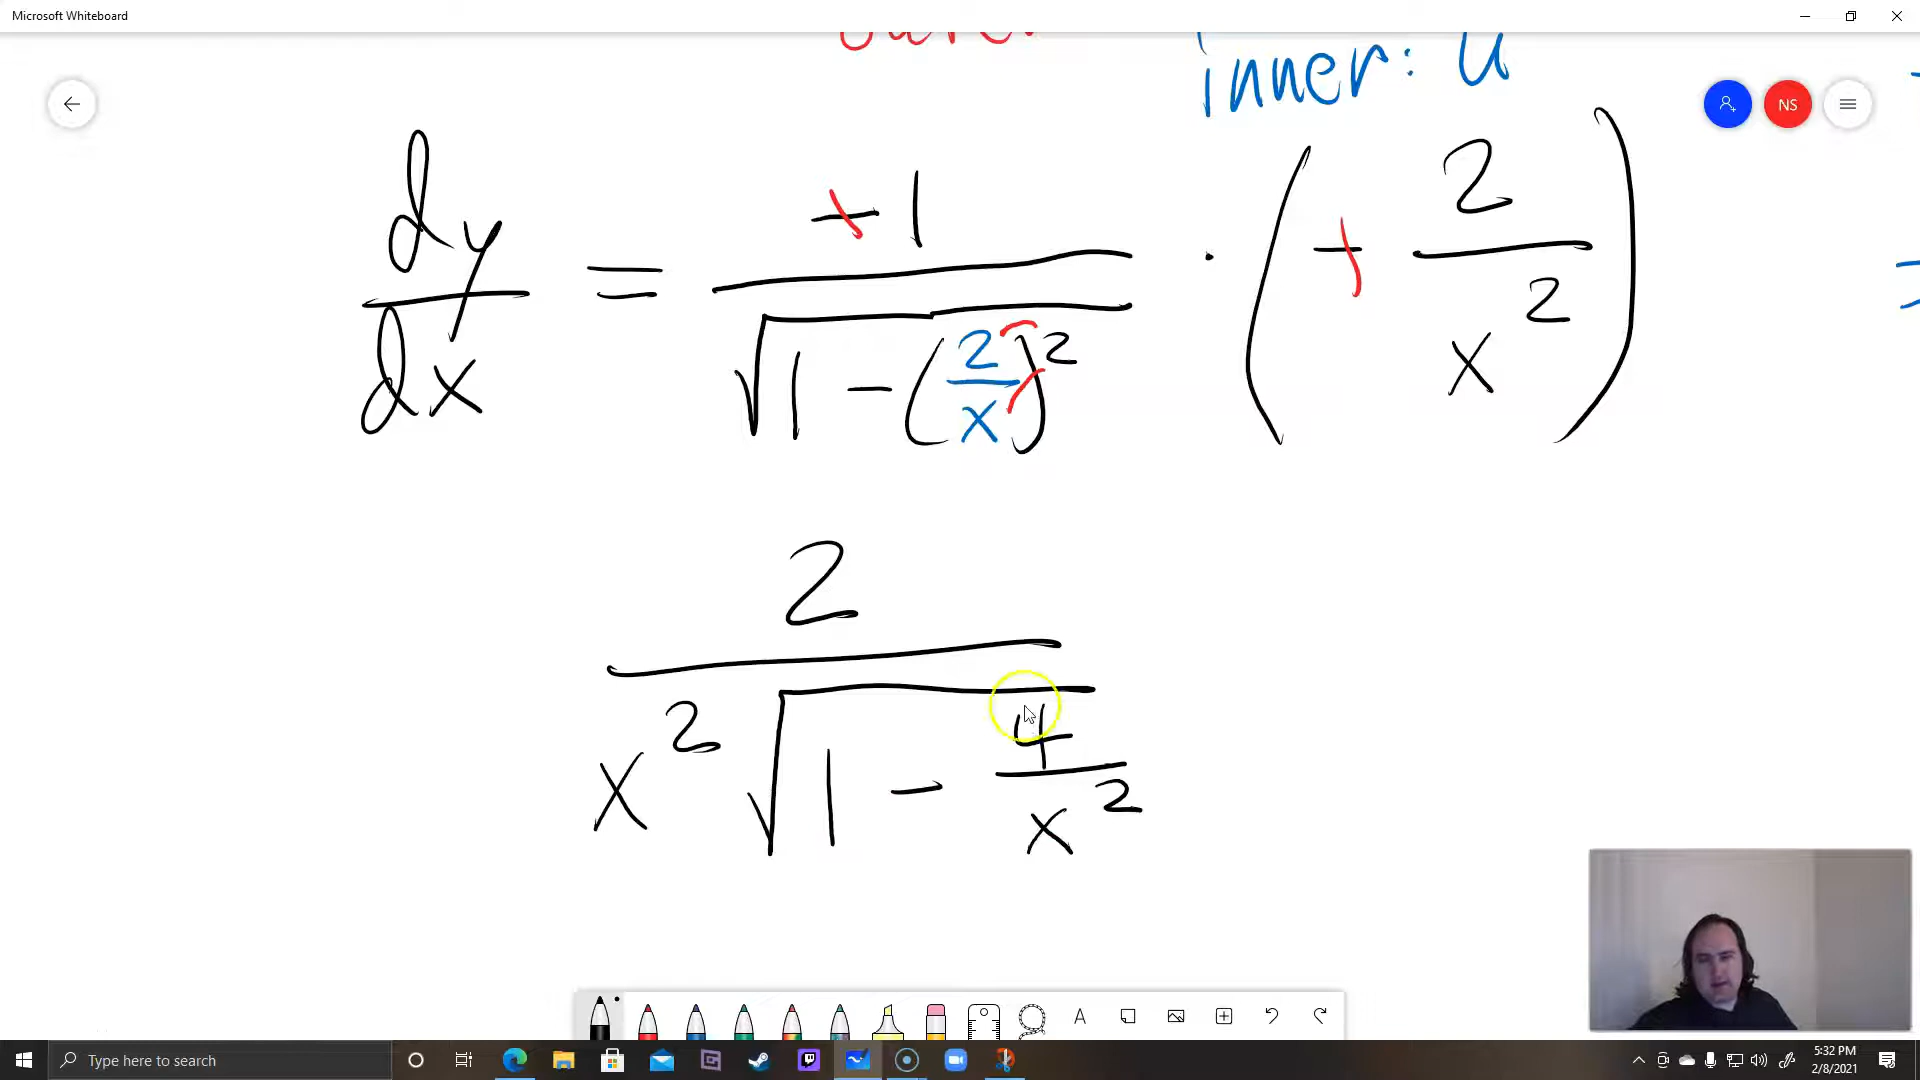 Microsoft Whiteboard
inner: u
NS
dy/dx = -1/√(1 - (2/x)²) · (- 2/x²)
2/(x²√(1 - 4/x²))
A
Type here to search
5:32 PM
2/8/2021